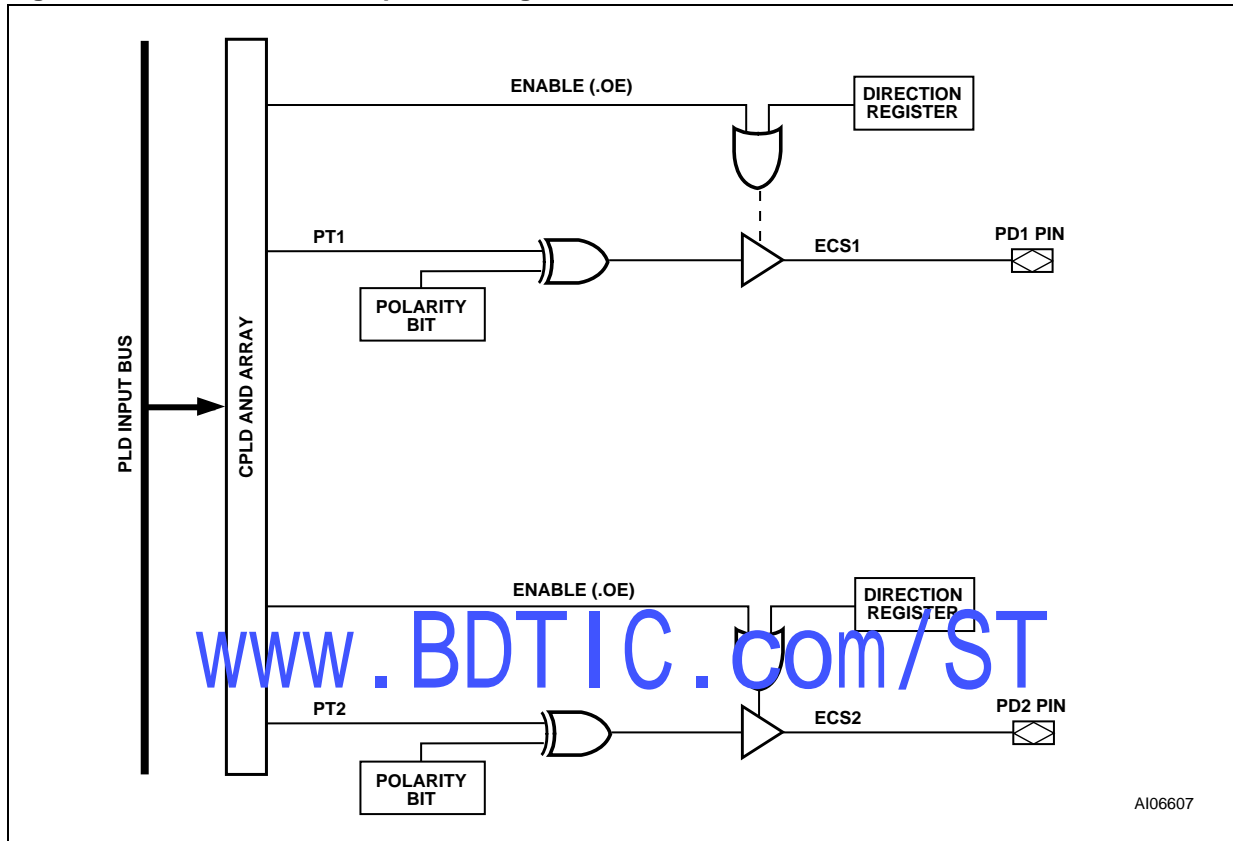 ENABLE (.OE)
DIRECTION
REGISTER
PT1
ECS1
PD1 PIN
POLARITY
BIT
PLD INPUT BUS
CPLD AND ARRAY
ENABLE (.OE)
DIRECTION
REGISTER
www.BDTIC.com/ST
PT2
ECS2
PD2 PIN
POLARITY
BIT
AI06607